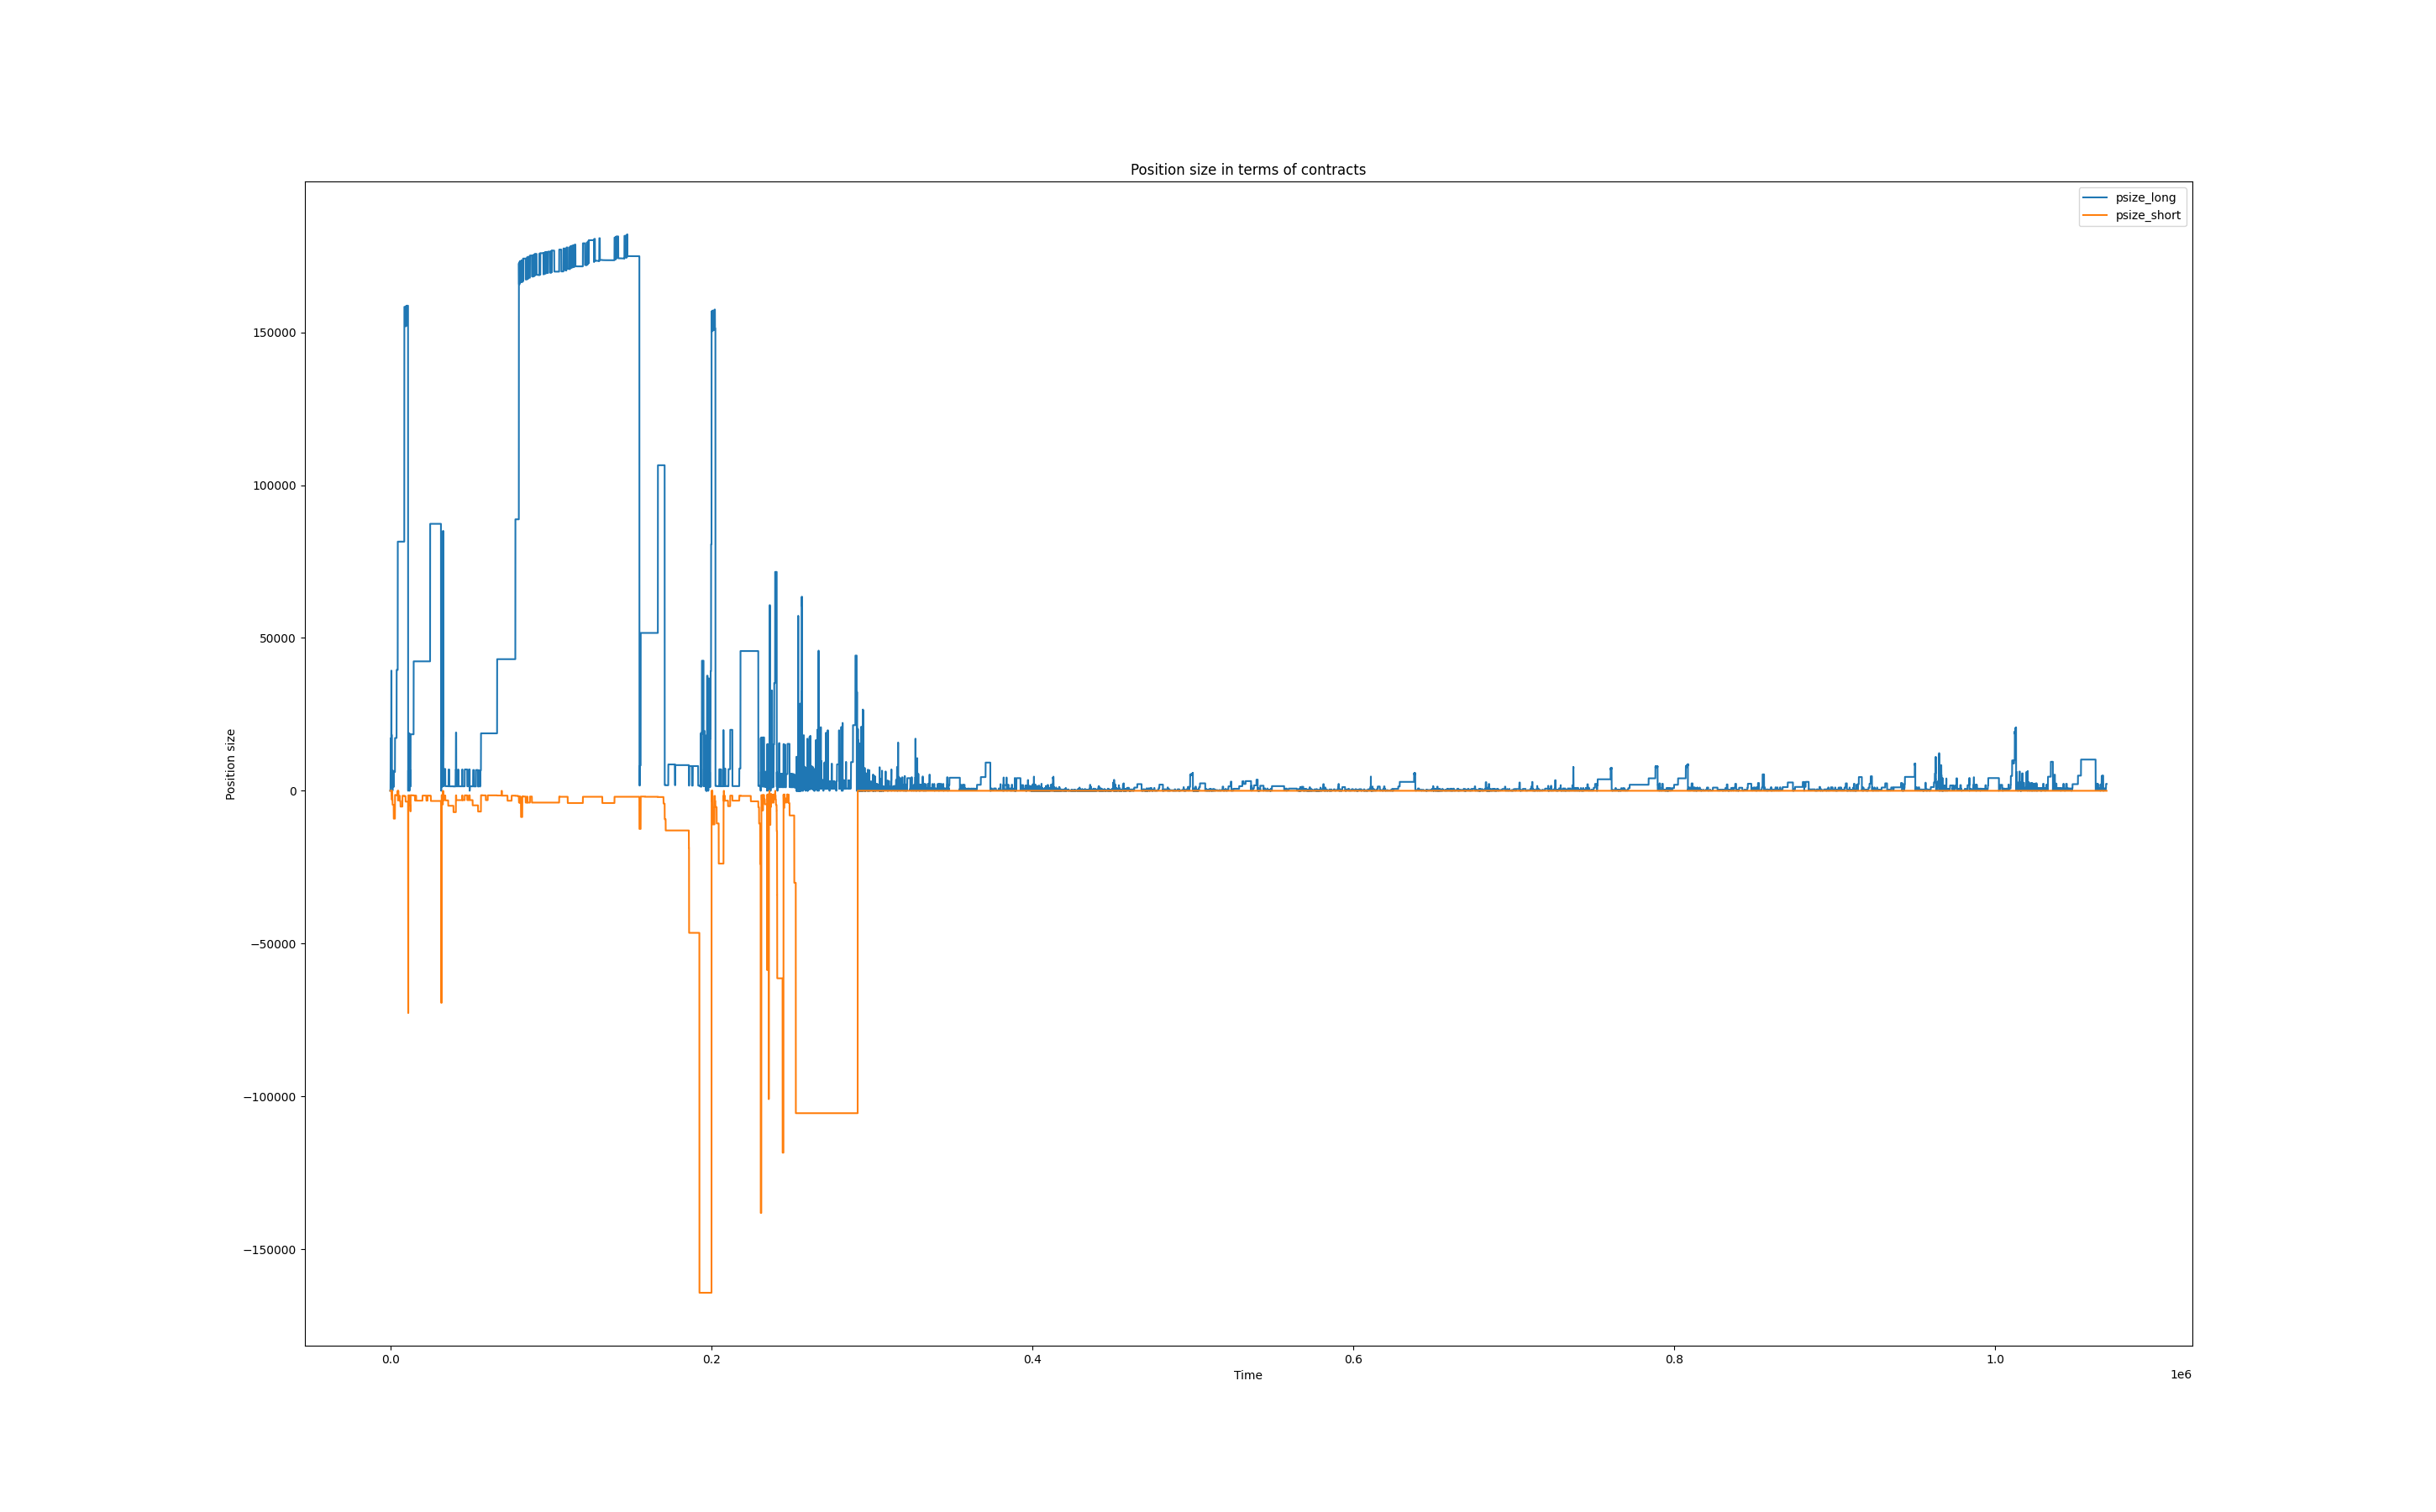 Position size in terms of contracts
psize_long
psize_short
Position size
150000
100000
50000
0
−50000
−100000
−150000
0.0
0.2
0.4
0.6
0.8
1.0
1e6
Time